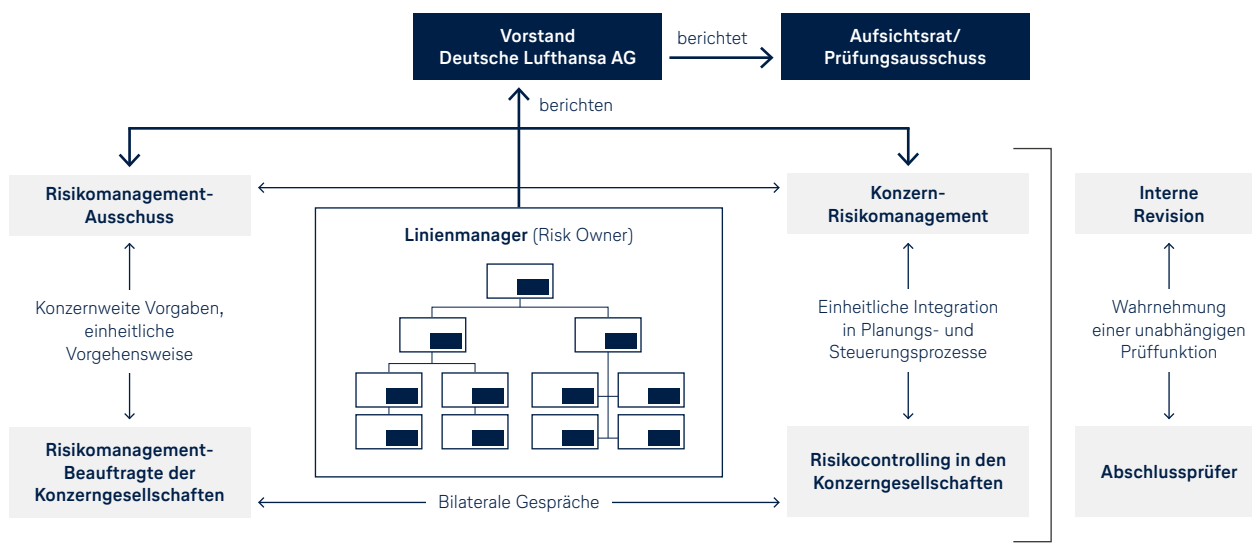 Vorstand
Deutsche Lufthansa AG
berichtet
Aufsichtsrat/
Prüfungsausschuss
berichten
Risikomanagement-
Ausschuss
Konzern-
Risikomanagement
Interne
Revision
Linienmanager (Risk Owner)
Konzernweite Vorgaben,
einheitliche
Vorgehensweise
Einheitliche Integration
in Planungs- und
Steuerungsprozesse
Wahrnehmung
einer unabhängigen
Prüffunktion
Risikomanagement-
Beauftragte der
Konzerngesellschaften
Risikocontrolling in den
Konzerngesellschaften
Abschlussprüfer
Bilaterale Gespräche